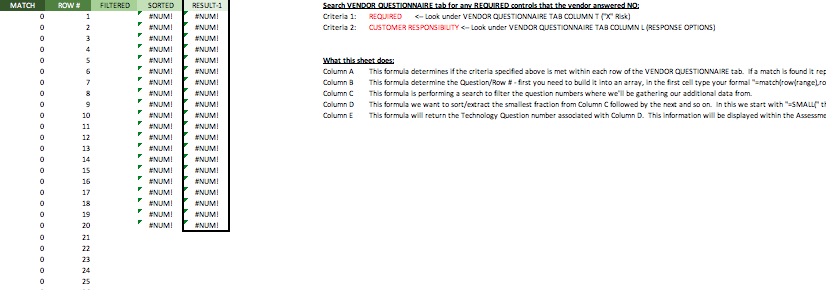 MATCH ROW # FILTERED SORTED RESULT-1
0 1 #NUM! #NUM!
0 2 #NUM! #NUM!
0 3 #NUM! #NUM!
0 4 #NUM! #NUM!
0 5 #NUM! #NUM!
0 6 #NUM! #NUM!
0 7 #NUM! #NUM!
0 8 #NUM! #NUM!
0 9 #NUM! #NUM!
0 10 #NUM! #NUM!
0 11 #NUM! #NUM!
0 12 #NUM! #NUM!
0 13 #NUM! #NUM!
0 14 #NUM! #NUM!
0 15 #NUM! #NUM!
0 16 #NUM! #NUM!
0 17 #NUM! #NUM!
0 18 #NUM! #NUM!
0 19 #NUM! #NUM!
0 20 #NUM! #NUM!
0 21
0 22
0 23
0 24
0 25
Search VENDOR QUESTIONNAIRE tab for any REQUIRED controls that the vendor answered NO:
Criteria 1: REQUIRED <-- Look under VENDOR QUESTIONNAIRE TAB COLUMN T ("X" Risk)
Criteria 2: CUSTOMER RESPONSIBILITY <-- Look under VENDOR QUESTIONNAIRE TAB COLUMN L (RESPONSE OPTIONS)
What this sheet does:
Column A This formula determines if the criteria specified above is met within each row of the VENDOR QUESTIONNAIRE tab. If a match is found it rep
Column B This formula determine the Question/Row # - first you need to build it into an array, in the first cell type your formal "=match(row(range),ro
Column C This formula is performing a search to filter the question numbers where we'll be gathering our additional data from.
Column D This formula we want to sort/extract the smallest fraction from Column C followed by the next and so on. In this we start with "=SMALL(" th
Column E This formula will return the Technology Question number associated with Column D. This information will be displayed within the Assessme